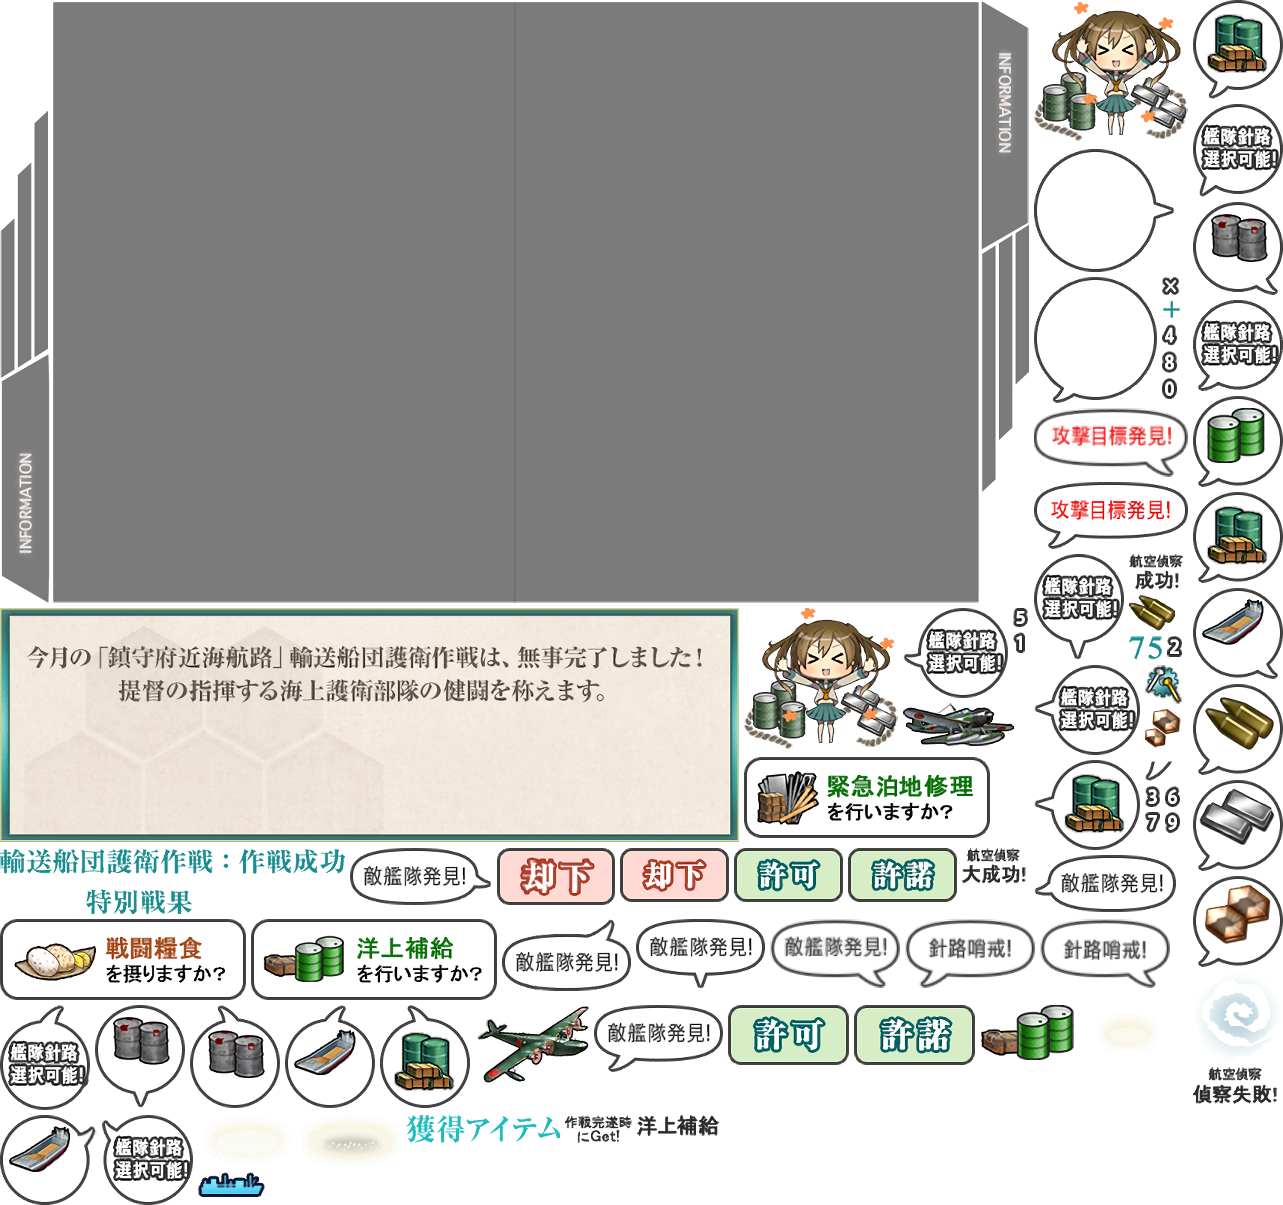 INFORMATION
艦隊針路
選択可能!
×
+
4
8
0
艦隊針路
選択可能!
攻撃目標発見!
INFORMATION
攻撃目標発見!
艦隊針路
選択可能!
航空偵察
成功!
75
2
今月の「鎮守府近海航路」輸送船団護衛作戦は、無事完了しました!
提督の指揮する海上護衛部隊の健闘を称えます。
艦隊針路
選択可能!
5
1
艦隊針路
選択可能!
緊急泊地修理
を行いますか?
3 6
7 9
輸送船団護衛作戦：作戦成功
特別戦果
敵艦隊発見!
却下
却下
許可
許諾
航空偵察
大成功!
敵艦隊発見!
戦闘糧食
を摂りますか?
洋上補給
を行いますか?
敵艦隊発見!
敵艦隊発見!
敵艦隊発見!
針路哨戒!
針路哨戒!
艦隊針路
選択可能!
敵艦隊発見!
許可
許諾
航空偵察
偵察失敗!
艦隊針路
選択可能!
獲得アイテム
作戦完遂時
にGet!
洋上補給